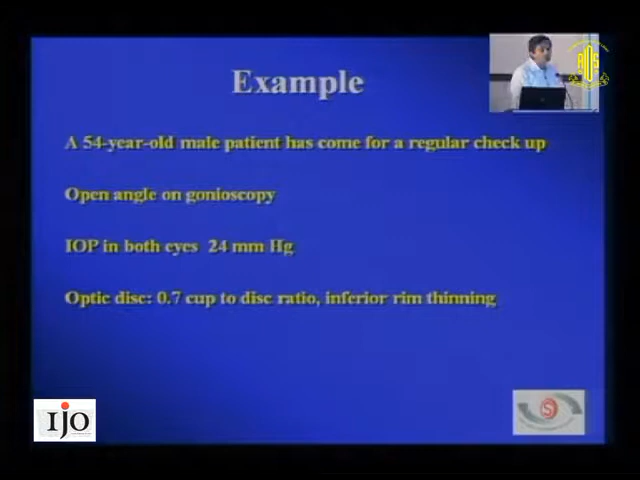 Example
A 54-year-old male patient has come for a regular check up
Open angle on gonioscopy
IOP in both eyes 24 mm Hg
Optic disc: 0.7 cup to disc ratio, inferior rim thinning
IJO